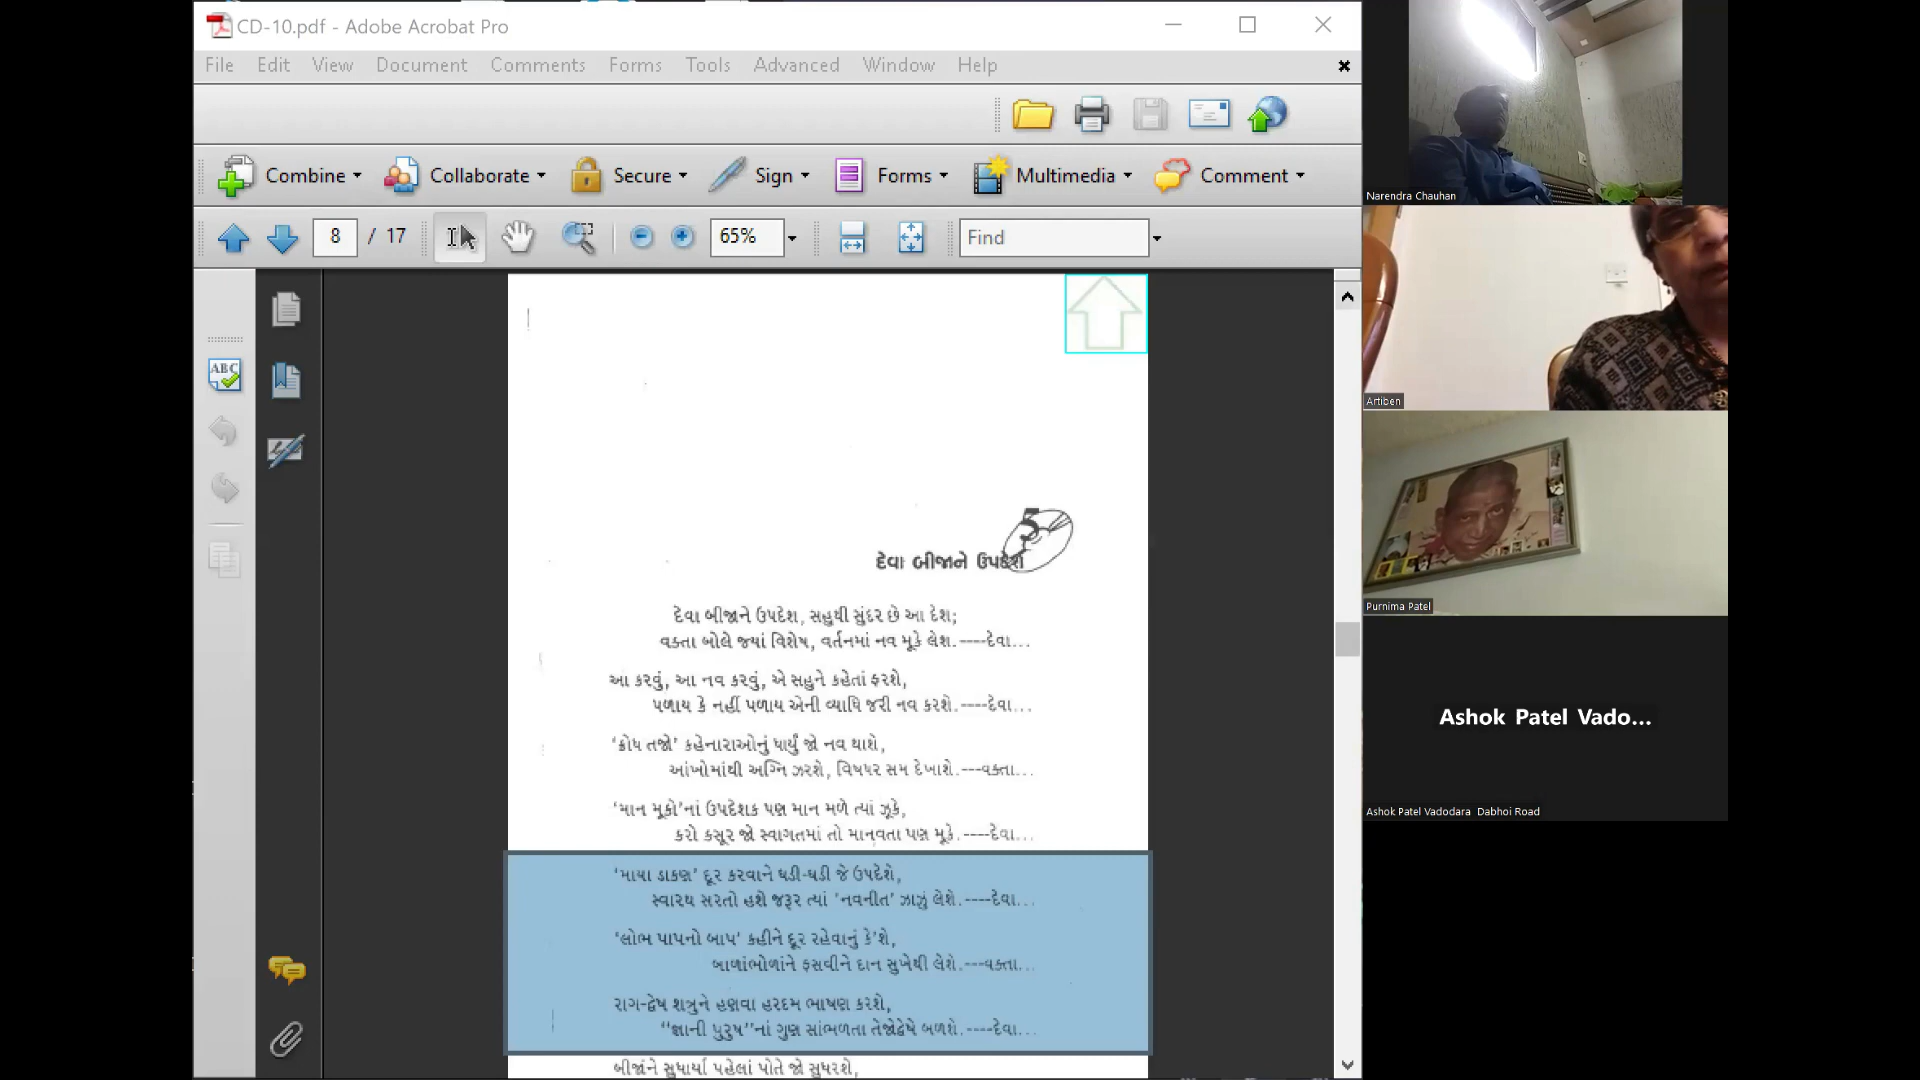 CD-10.pdf - Adobe Acrobat Pro
File Edit View Document Comments Forms Tools Advanced Window Help
Combine Collaborate Secure Sign Forms Multimedia Comment
8 / 17 65% Find
5
દેવા બીજાને ઉપદેશ
દેવા બીજાંને ઉપદેશ, સહુથી સુંદર છે આ દેશ;
વક્તા બોલે જ્યાં વિશેષ, વર્તનમાં નવ મૂકે લેશ.----દેવા...
આ કરવું, આ નવ કરવું, એ સહુને કહેતાં ફરશે,
પળાય કે નહીં પળાય એની વ્યાધિ જરી નવ કરશે.----દેવા...
‘ક્રોધ તજો’ કહેનારાઓનું ધાર્યું જો નવ થાશે,
આંખોમાંથી અગ્નિ ઝરશે, વિષધર સમ દેખાશે.---વક્તા...
‘માન મૂકો’નાં ઉપદેશક પણ માન મળે ત્યાં ઝૂકે,
કરો કસૂર જો સ્વાગતમાં તો માનવતા પણ મૂકે.----દેવા...
‘માયા ડાકણ’ દૂર કરવાને ઘડી-ઘડી જે ઉપદેશે,
સ્વારથ સરતો હશે જરૂર ત્યાં ‘નવનીત’ ઝાઝું લેશે.----દેવા...
‘લોભ પાપનો બાપ’ કહીને દૂર રહેવાનું કે’શે,
બાળાંભોળાંને ફસવીને દાન સુખેથી લેશે.---વક્તા...
રાગ-દ્વેષ શત્રુને હણવા હરદમ ભાષણ કરશે,
“જ્ઞાની પુરુષ”નાં ગુણ સાંભળતા તેજોદ્વેષે બળશે.----દેવા...
બીજાંને સુધાર્યા પહેલાં પોતે જો સુધરશે,
Narendra Chauhan
Artiben
Purnima Patel
Ashok Patel Vado...
Ashok Patel Vadodara Dabhoi Road